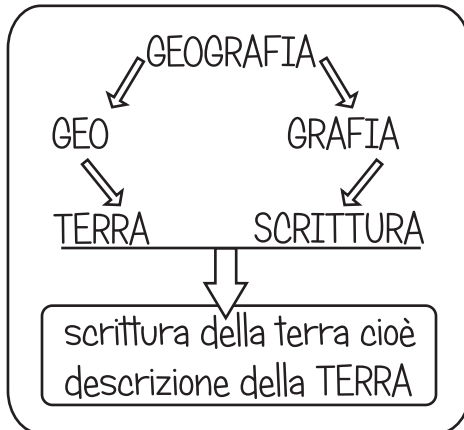 GEOGRAFIA
GEO GRAFIA
TERRA SCRITTURA
scrittura della terra cioè
descrizione della TERRA